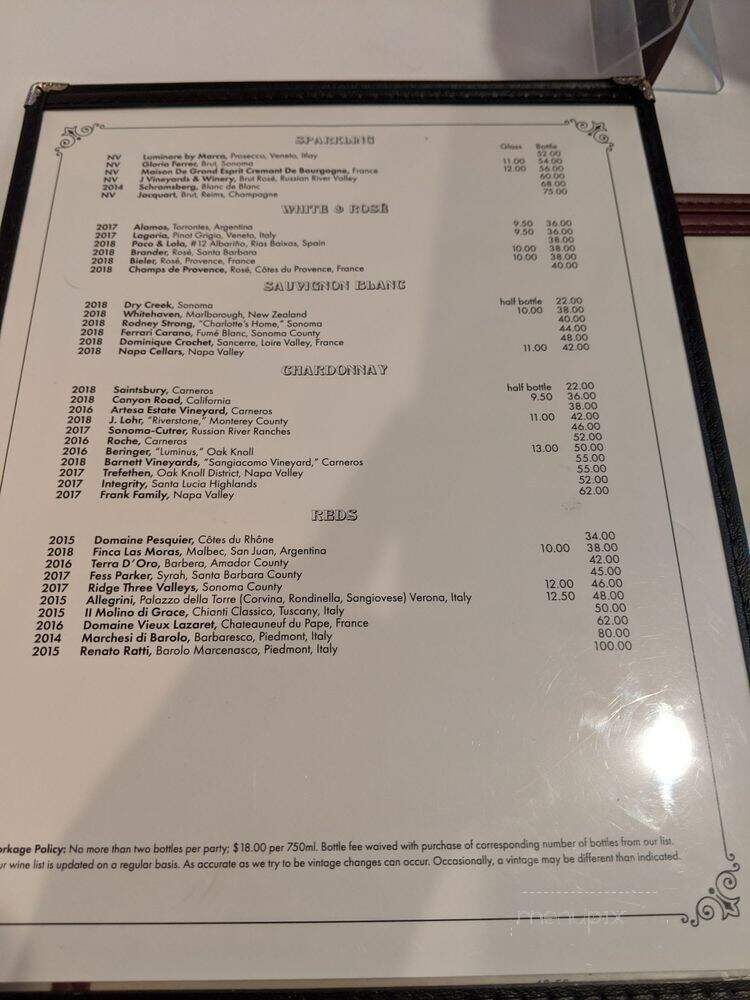 SPARKLING
Glass Bottle
NV Luminore by Marca, Prosecco, Veneto, Itlay 52.00
NV Gloria Ferrer, Brut, Sonoma 11.00 54.00
NV Maison De Grand Esprit Cremant De Bourgogne, France 12.00 56.00
NV J Vineyards & Winery, Brut Rosé, Russian River Valley 60.00
2014 Schramsberg, Blanc de Blanc 68.00
NV Jacquart, Brut, Reims, Champagne 75.00
WHITE & ROSÉ
2017 Alamos, Torrontes, Argentina 9.50 36.00
2017 Lagaria, Pinot Grigio, Veneto, Italy 9.50 36.00
2018 Paco & Lola, #12 Albariño, Rias Baixas, Spain 38.00
2018 Brander, Rosé, Santa Barbara 10.00 38.00
2018 Bieler, Rosé, Provence, France 10.00 38.00
2018 Champs de Provence, Rosé, Côtes du Provence, France 40.00
SAUVIGNON BLANC
2018 Dry Creek, Sonoma half bottle 22.00
2018 Whitehaven, Marlborough, New Zealand 10.00 38.00
2018 Rodney Strong, "Charlotte's Home," Sonoma 40.00
2018 Ferrari Carano, Fumé Blanc, Sonoma County 44.00
2018 Dominique Crochet, Sancerre, Loire Valley, France 48.00
2018 Napa Cellars, Napa Valley 11.00 42.00
CHARDONNAY
2018 Saintsbury, Carneros half bottle 22.00
2018 Canyon Road, California 9.50 36.00
2016 Artesa Estate Vineyard, Carneros 38.00
2018 J. Lohr, "Riverstone," Monterey County 11.00 42.00
2017 Sonoma-Cutrer, Russian River Ranches 46.00
2016 Roche, Carneros 52.00
2016 Beringer, "Luminus," Oak Knoll 13.00 50.00
2018 Barnett Vineyards, "Sangiacomo Vineyard," Carneros 55.00
2017 Trefethen, Oak Knoll District, Napa Valley 55.00
2017 Integrity, Santa Lucia Highlands 52.00
2017 Frank Family, Napa Valley 62.00
REDS
2015 Domaine Pesquier, Côtes du Rhône 34.00
2018 Finca Las Moras, Malbec, San Juan, Argentina 10.00 38.00
2016 Terra D'Oro, Barbera, Amador County 42.00
2017 Fess Parker, Syrah, Santa Barbara County 45.00
2017 Ridge Three Valleys, Sonoma County 12.00 46.00
2015 Allegrini, Palazzo della Torre (Corvina, Rondinella, Sangiovese) Verona, Italy 12.50 48.00
2015 Il Molino di Grace, Chianti Classico, Tuscany, Italy 50.00
2016 Domaine Vieux Lazaret, Chateauneuf du Pape, France 62.00
2014 Marchesi di Barolo, Barbaresco, Piedmont, Italy 80.00
2015 Renato Ratti, Barolo Marcenasco, Piedmont, Italy 100.00
orkage Policy: No more than two bottles per party; $18.00 per 750ml. Bottle fee waived with purchase of corresponding number of bottles from our list.
ur wine list is updated on a regular basis. As accurate as we try to be vintage changes can occur. Occasionally, a vintage may be different than indicated.
menupix